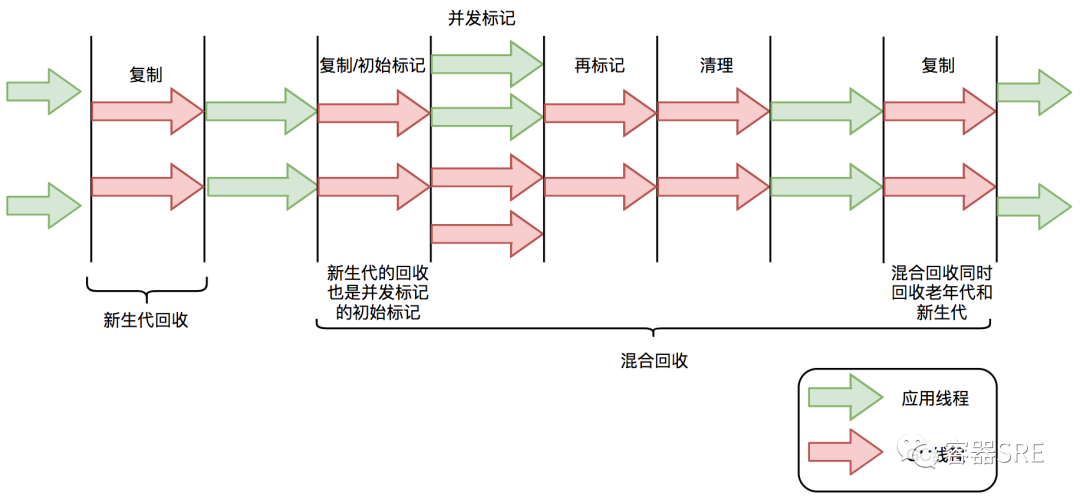 并发标记
复制
复制/初始标记
再标记
清理
复制
新生代的回收
也是并发标记
的初始标记
混合回收同时
回收老年代和
新生代
新生代回收
混合回收
应用线程
线程
容器SRE